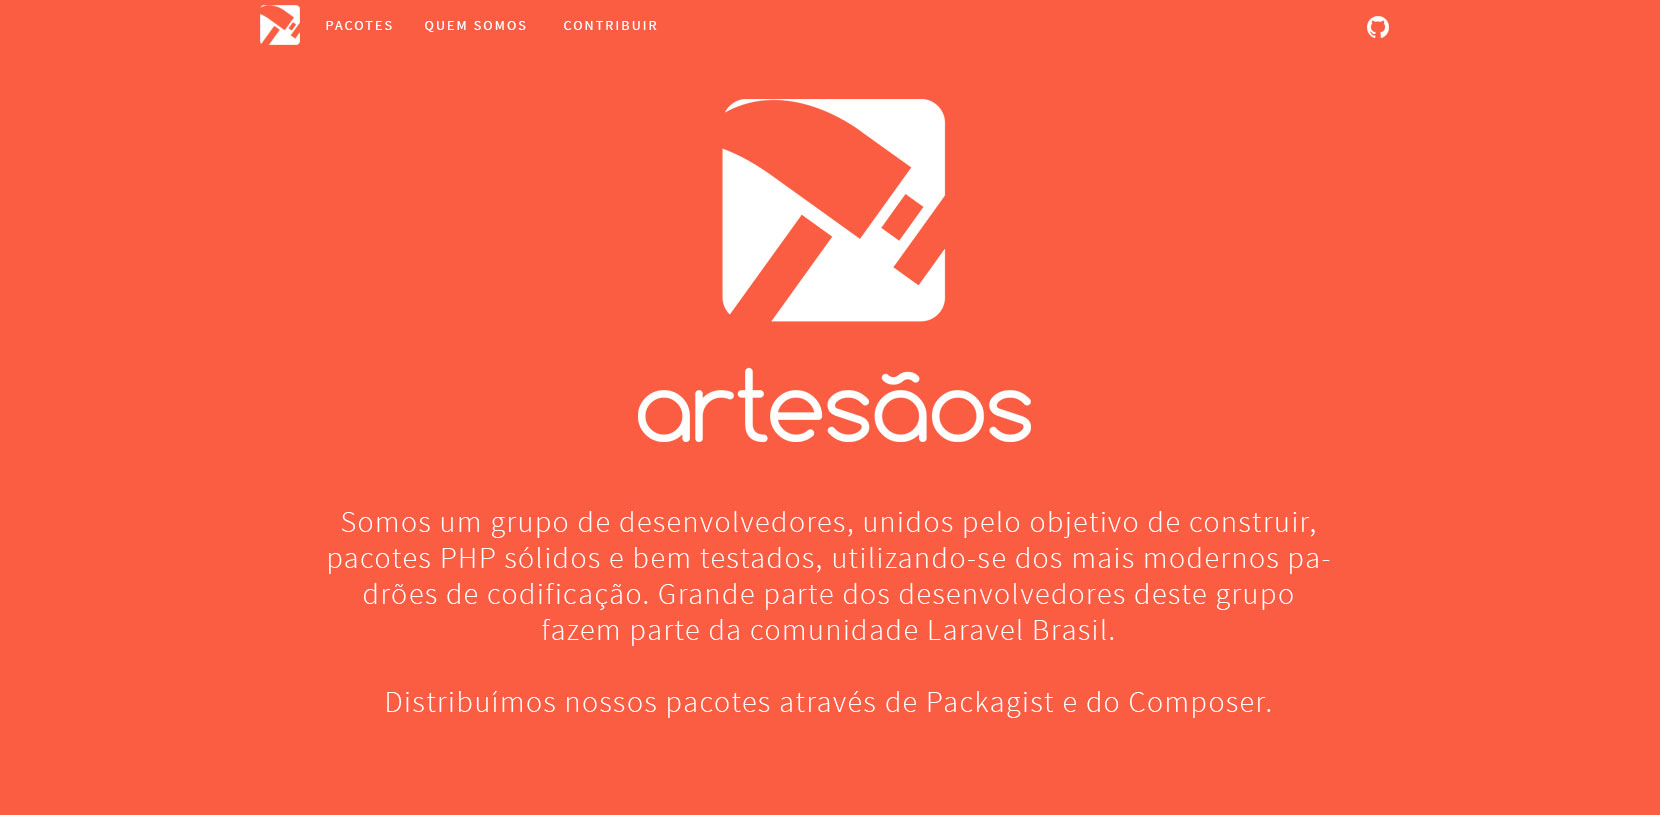 PACOTES QUEM SOMOS CONTRIBUIR
artesãos
Somos um grupo de desenvolvedores, unidos pelo objetivo de construir,
pacotes PHP sólidos e bem testados, utilizando-se dos mais modernos pa-
drões de codificação. Grande parte dos desenvolvedores deste grupo
fazem parte da comunidade Laravel Brasil.
Distribuímos nossos pacotes através de Packagist e do Composer.